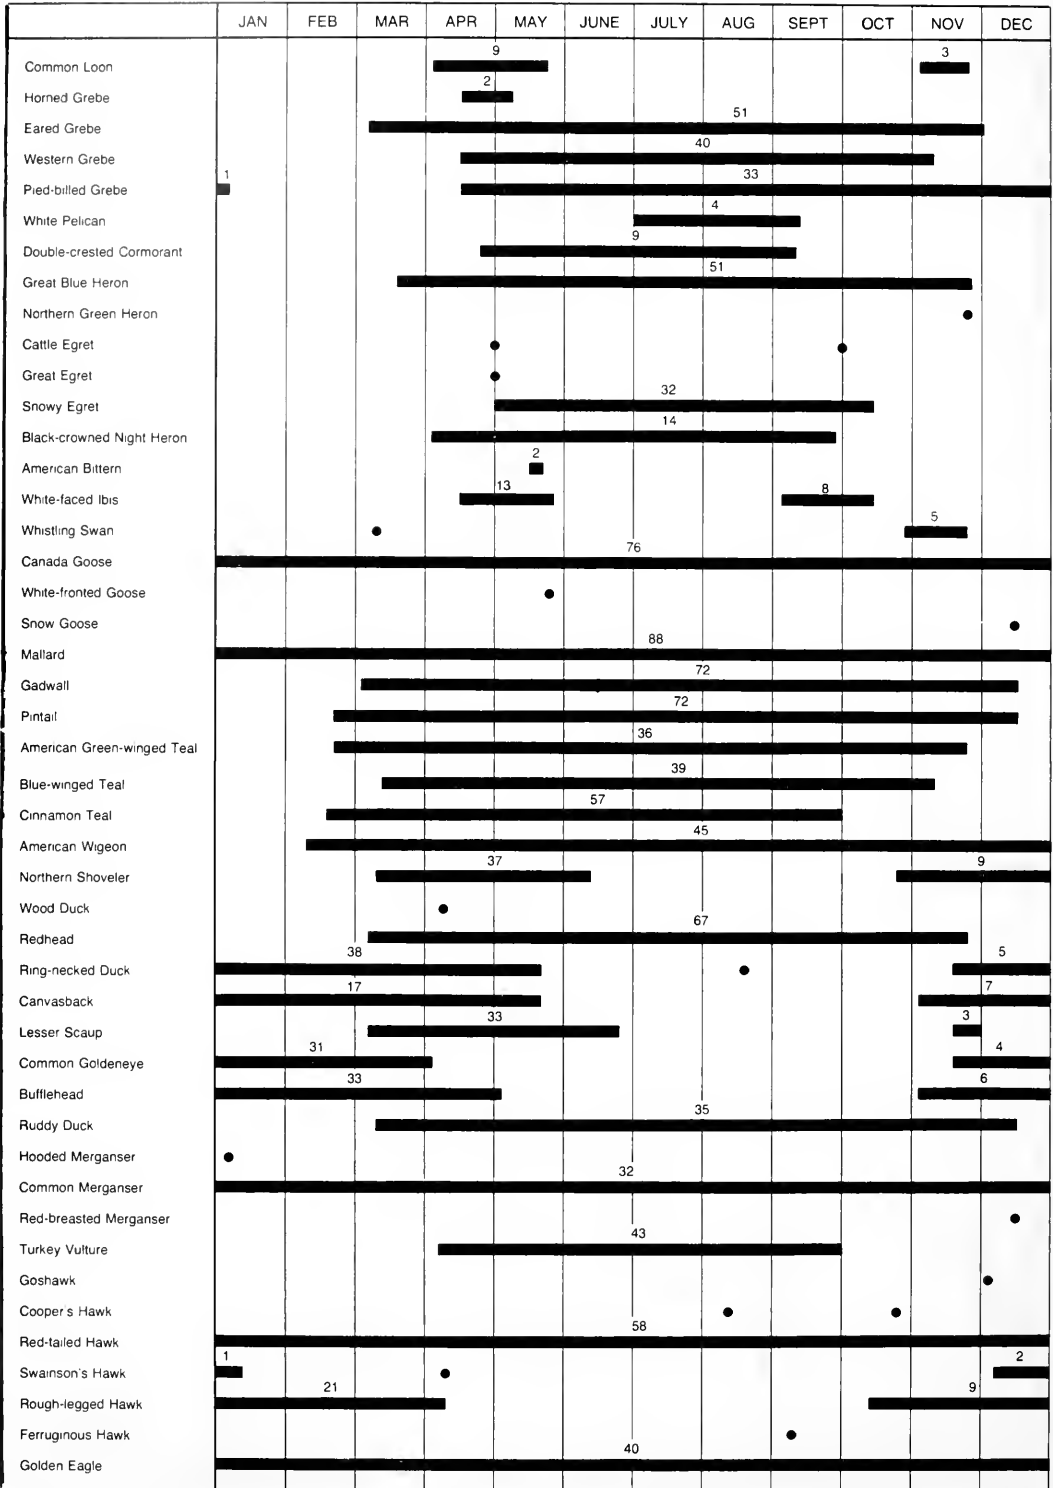 JAN FEB MAR APR MAY JUNE JULY AUG SEPT OCT NOV DEC
Common Loon 9 3
Horned Grebe 2
Eared Grebe 51
Western Grebe 40
Pied-billed Grebe 1 33
White Pelican 4
Double-crested Cormorant 9
Great Blue Heron 51
Northern Green Heron
Cattle Egret
Great Egret
Snowy Egret 32
Black-crowned Night Heron 14
American Bittern 2
White-faced Ibis 13 8
Whistling Swan 5
Canada Goose 76
White-fronted Goose
Snow Goose
Mallard 88
Gadwall 72
Pintail 72
American Green-winged Teal 36
Blue-winged Teal 39
Cinnamon Teal 57
American Wigeon 45
Northern Shoveler 37 9
Wood Duck
Redhead 67
Ring-necked Duck 38 5
Canvasback 17 7
Lesser Scaup 33 3
Common Goldeneye 31 4
Bufflehead 33 6
Ruddy Duck 35
Hooded Merganser
Common Merganser 32
Red-breasted Merganser
Turkey Vulture 43
Goshawk
Cooper's Hawk
Red-tailed Hawk 58
Swainson's Hawk 1 2
Rough-legged Hawk 21 9
Ferruginous Hawk
Golden Eagle 40